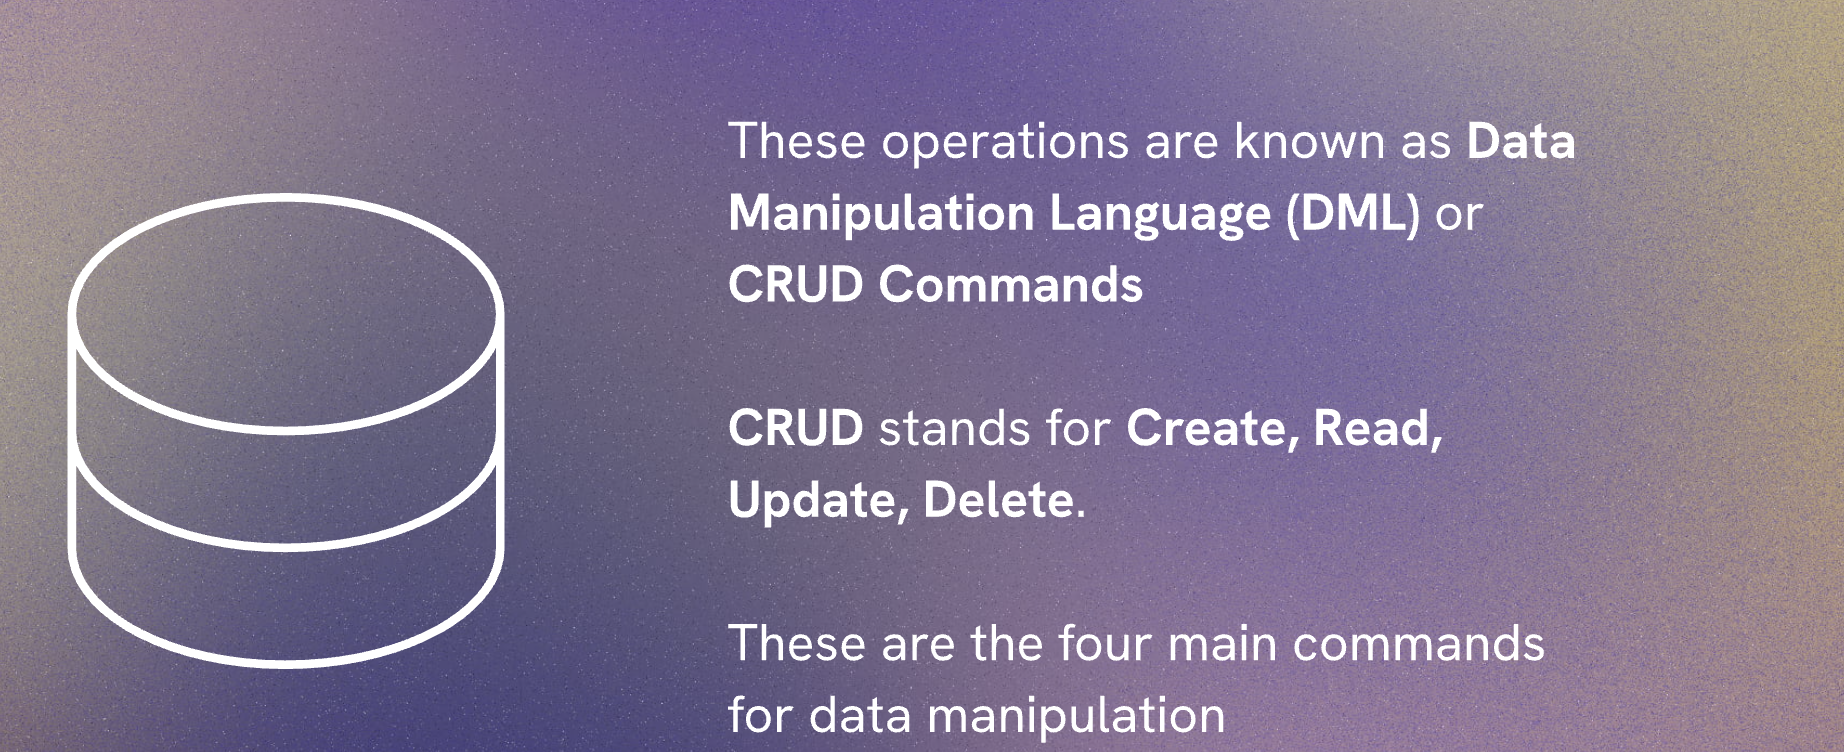 These operations are known as Data
Manipulation Language (DML) or
CRUD Commands
CRUD stands for Create, Read,
Update, Delete.
These are the four main commands
for data manipulation